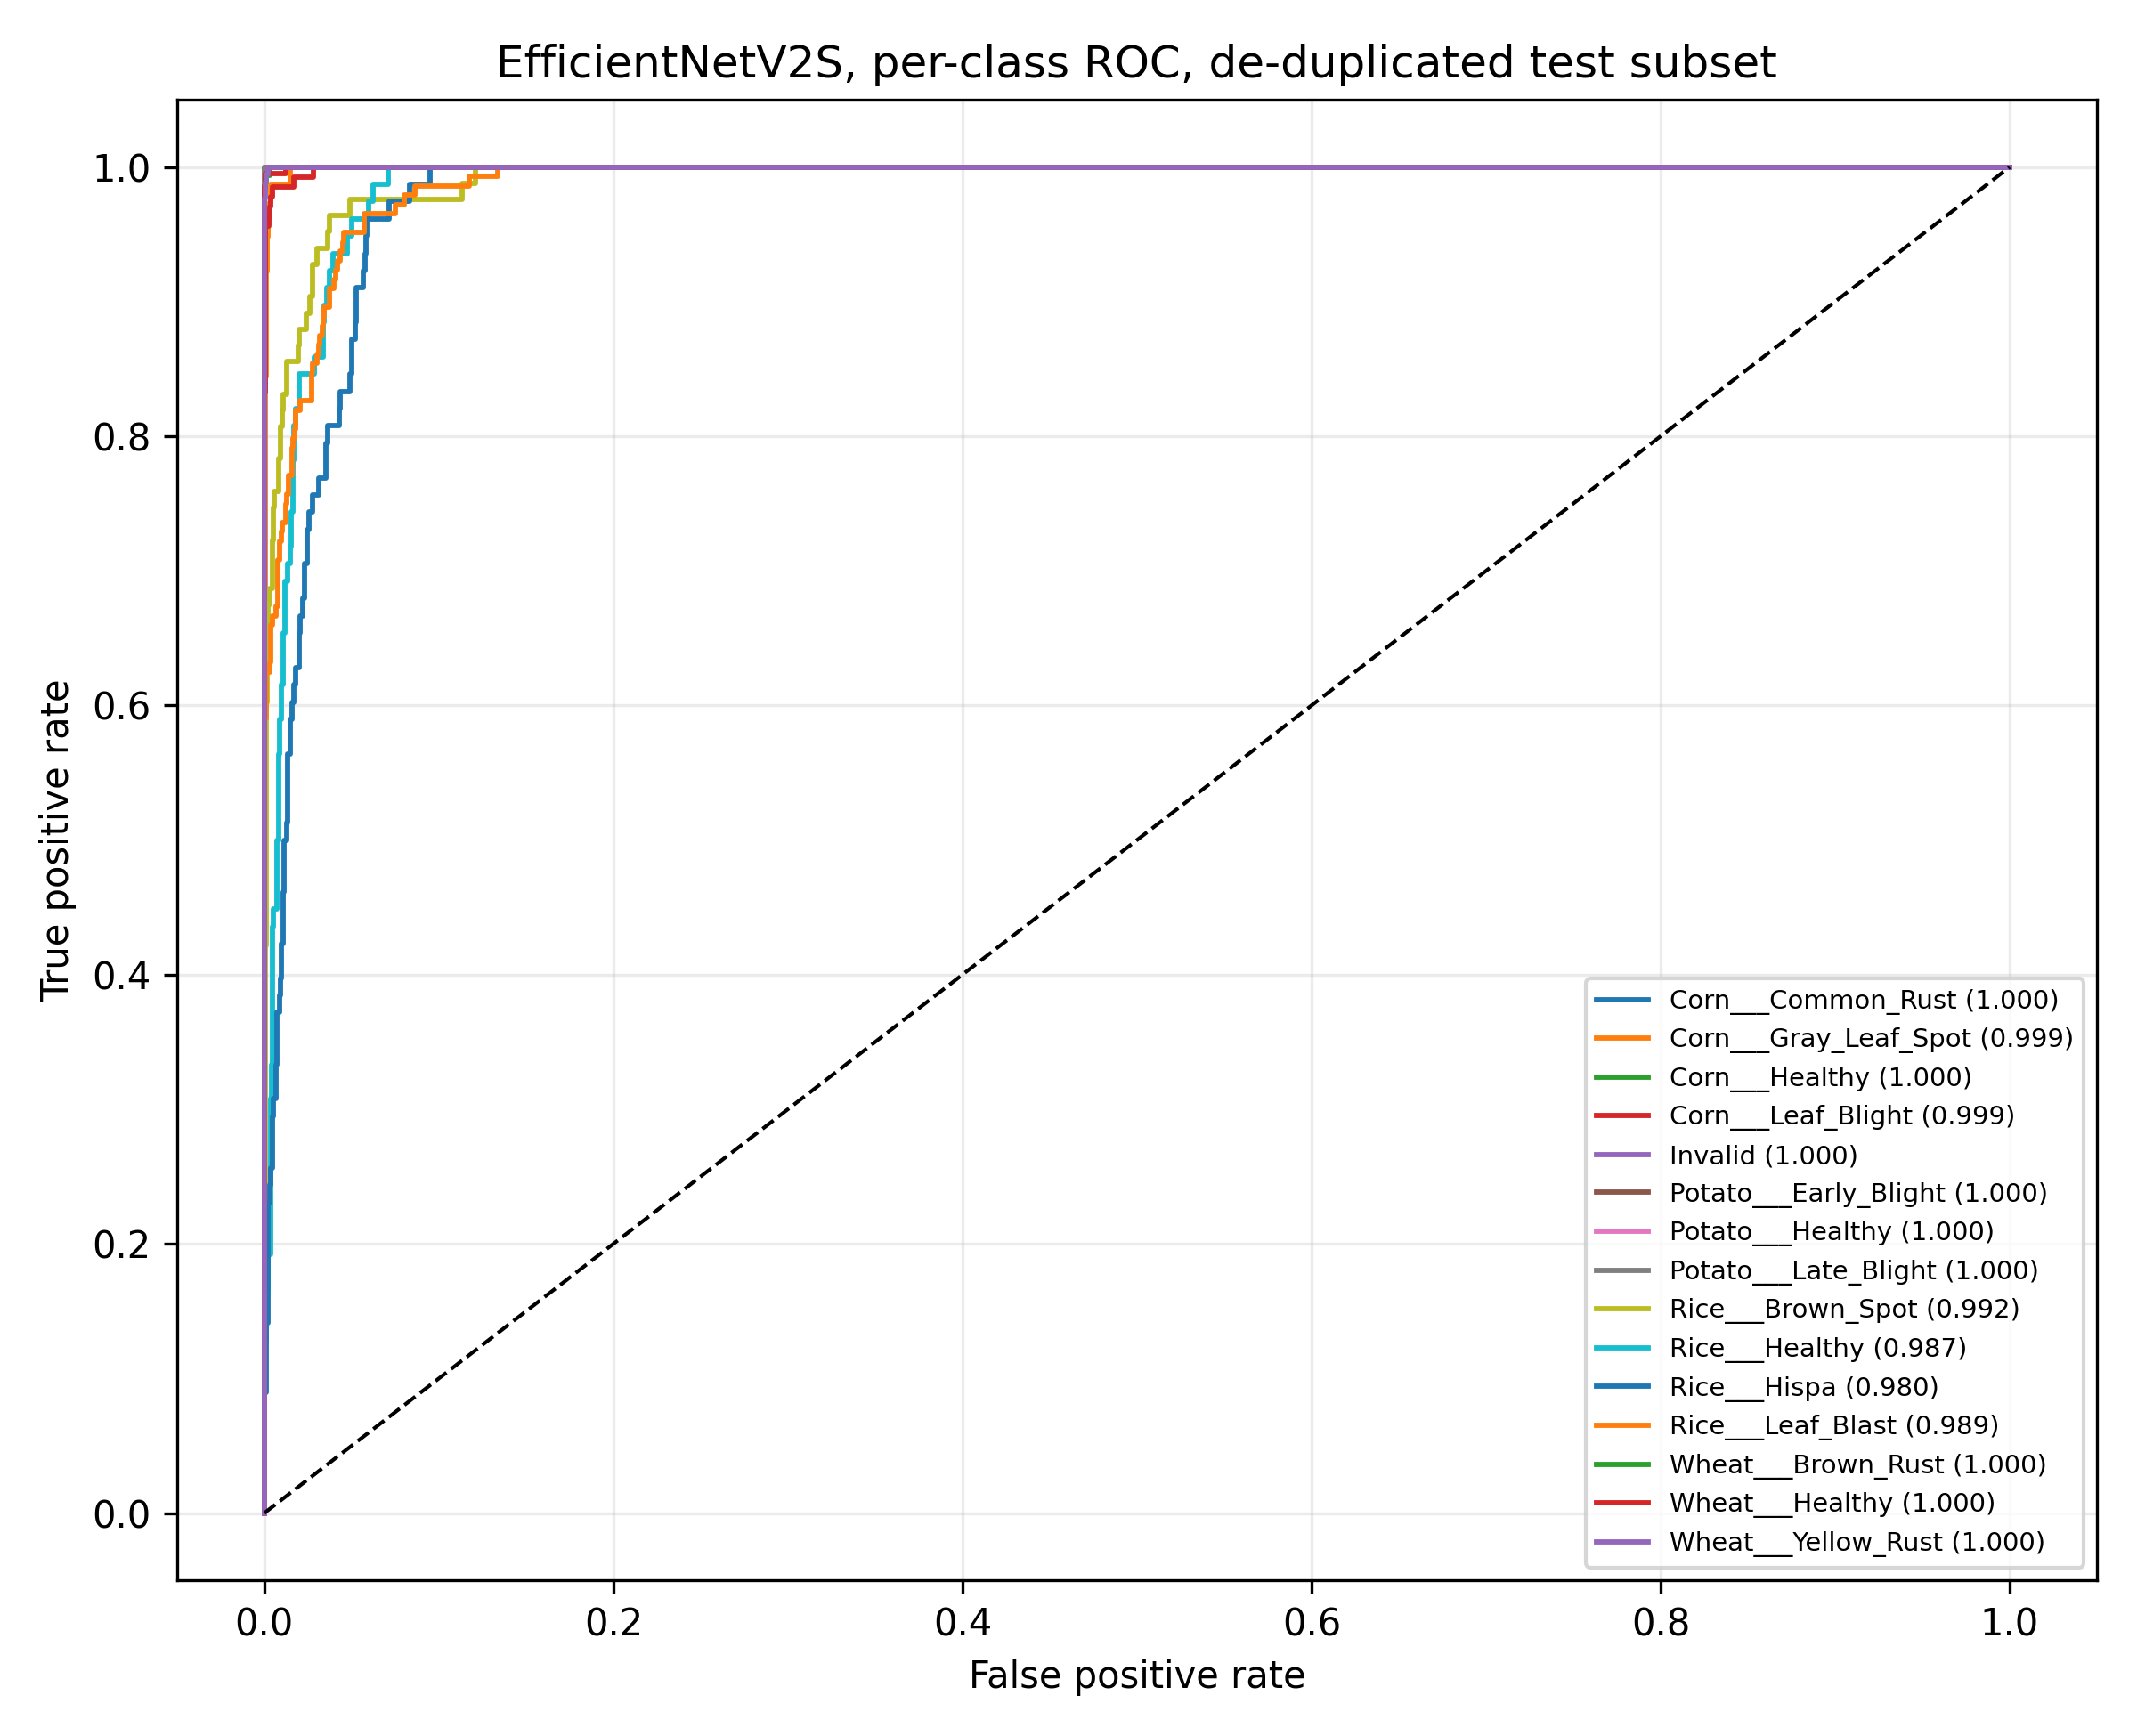 EfficientNetV2S, per-class ROC, de-duplicated test subset
True positive rate
1.0
0.8
0.6
0.4
0.2
0.0
Corn___Common_Rust (1.000)
Corn___Gray_Leaf_Spot (0.999)
Corn___Healthy (1.000)
Corn___Leaf_Blight (0.999)
Invalid (1.000)
Potato___Early_Blight (1.000)
Potato___Healthy (1.000)
Potato___Late_Blight (1.000)
Rice___Brown_Spot (0.992)
Rice___Healthy (0.987)
Rice___Hispa (0.980)
Rice___Leaf_Blast (0.989)
Wheat___Brown_Rust (1.000)
Wheat___Healthy (1.000)
Wheat___Yellow_Rust (1.000)
0.0 0.2 0.4 0.6 0.8 1.0
False positive rate